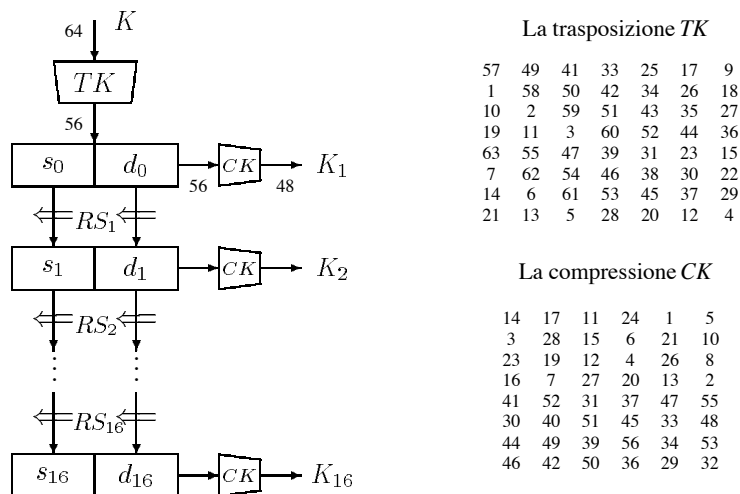 64 K
TK
56
s0 d0 CK K1
56 48
RS1
s1 d1 CK K2
RS2
RS16
s16 d16 CK K16
La trasposizione TK
57 49 41 33 25 17 9
1 58 50 42 34 26 18
10 2 59 51 43 35 27
19 11 3 60 52 44 36
63 55 47 39 31 23 15
7 62 54 46 38 30 22
14 6 61 53 45 37 29
21 13 5 28 20 12 4
La compressione CK
14 17 11 24 1 5
3 28 15 6 21 10
23 19 12 4 26 8
16 7 27 20 13 2
41 52 31 37 47 55
30 40 51 45 33 48
44 49 39 56 34 53
46 42 50 36 29 32